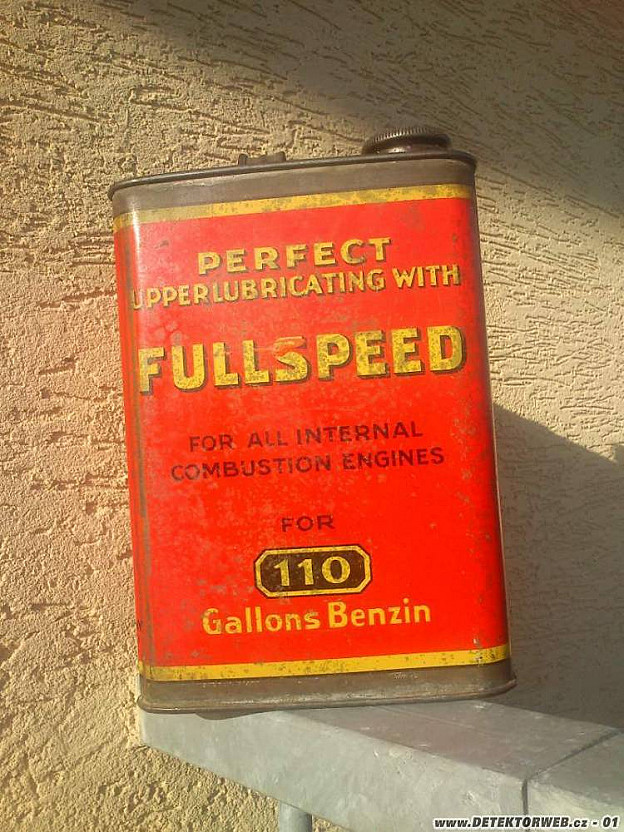 PERFECT
UPPERLUBRICATING WITH
FULLSPEED
FOR ALL INTERNAL
COMBUSTION ENGINES
FOR
110
Gallons Benzin
www.DETEKTORWEB.cz - 01